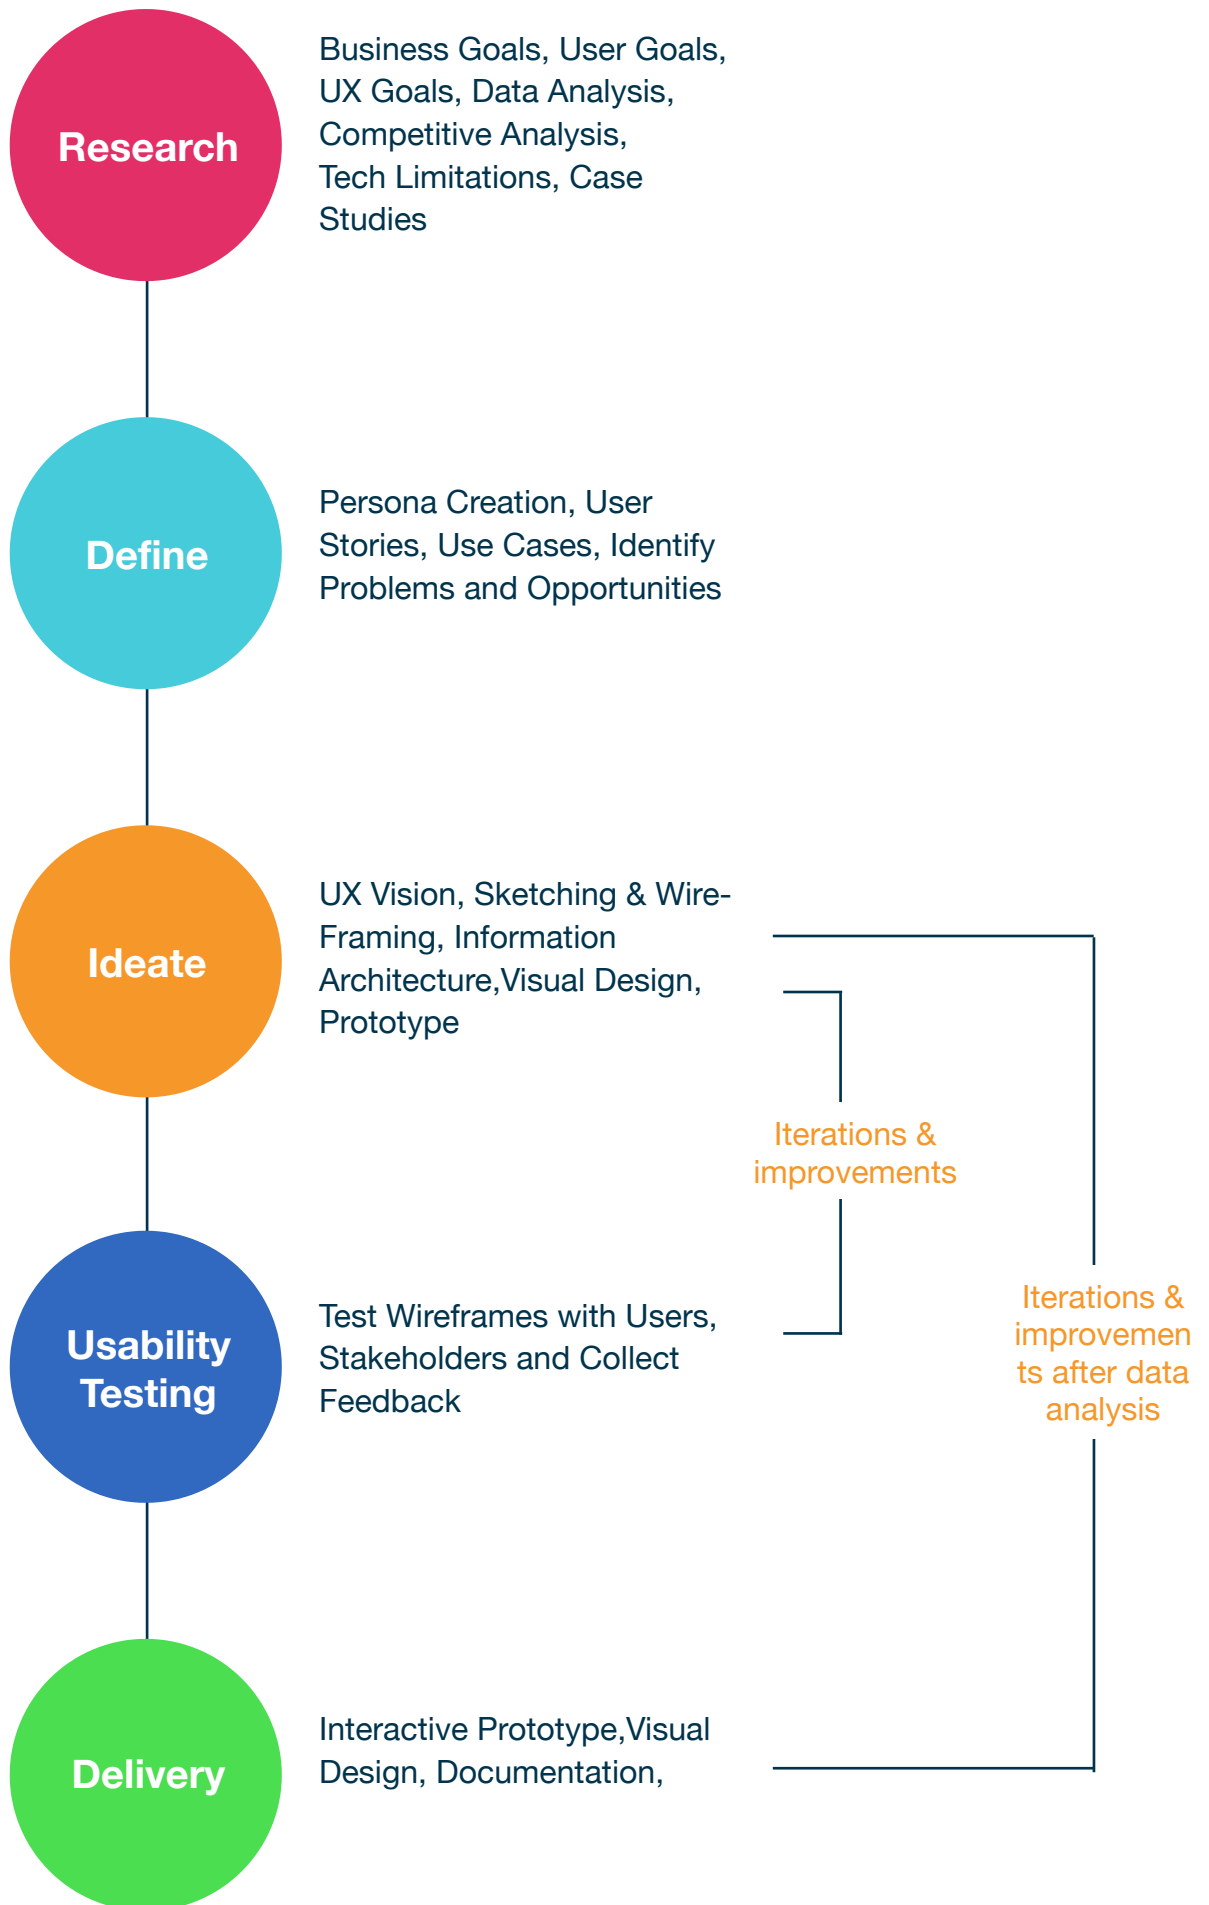 Research
Business Goals, User Goals,
UX Goals, Data Analysis,
Competitive Analysis,
Tech Limitations, Case
Studies
Define
Persona Creation, User
Stories, Use Cases, Identify
Problems and Opportunities
Ideate
UX Vision, Sketching & Wire-
Framing, Information
Architecture,Visual Design,
Prototype
Iterations &
improvements
Usability
Testing
Test Wireframes with Users,
Stakeholders and Collect
Feedback
Iterations &
improvemen
ts after data
analysis
Delivery
Interactive Prototype,Visual
Design, Documentation,